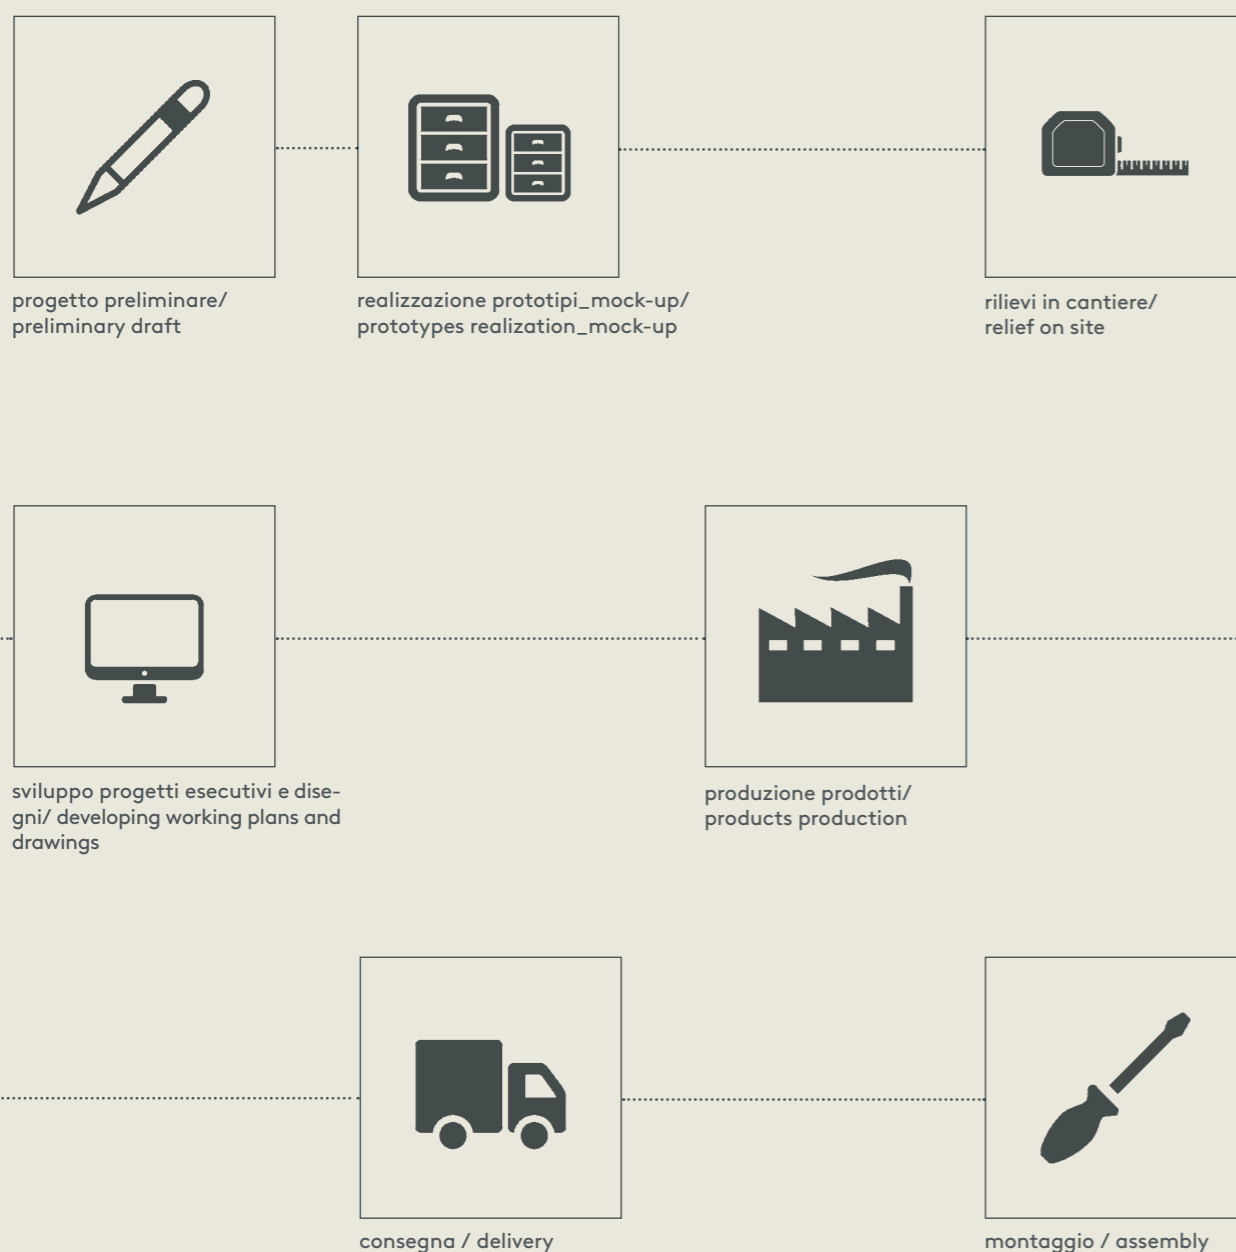 progetto preliminare/
preliminary draft
realizzazione prototipi_mock-up/
prototypes realization_mock-up
rilievi in cantiere/
relief on site
sviluppo progetti esecutivi e dise-
gni/ developing working plans and
drawings
produzione prodotti/
products production
consegna / delivery
montaggio / assembly